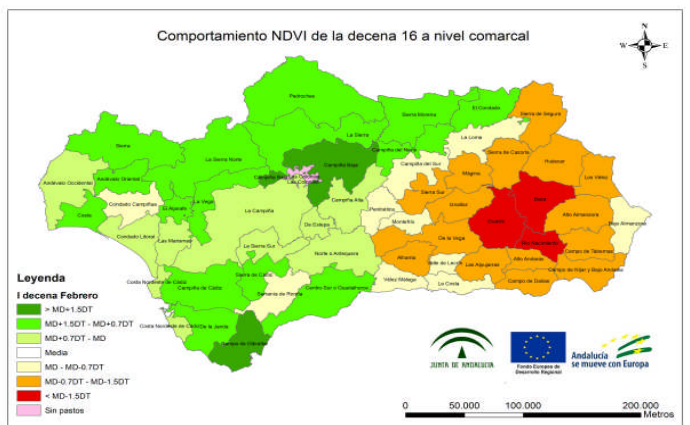 Comportamiento NDVI de la decena 16 a nivel comarcal
N
W
E
S
Pedroches
Sierra Morena
El Condado
Sierra de Segura
La Sierra
La Loma
Sierra
La Sierra Norte
Campiña Baja
Campiña del Norte
Campiña del Sur
Sierra de Cazorla
Huescar
Andévalo Occidental
Andévalo Oriental
Las Colonias
Mágina
Los Vélez
La Vega
Campiña Alta
Sierra Sur
Baza
Costa
Condado Campiña
El Aljarafe
La Campiña
Penibética
Iznalloz
Guadix
Alto Almanzora
Bajo Almanzora
Condado Litoral
Las Marismas
De Estepa
Montefrío
De la Vega
Río Nacimiento
La Sierra Sur
Norte o Antequera
Alhama
Campo de Tabernas
Alto Andarax
Valle de Lecrín
Las Alpujarras
Campo de Níjar y Bajo Andarax
Costa Noroeste de Cádiz
Campiña de Cádiz
Sierra de Cádiz
Serranía de Ronda
Centro Sur o Guadalhorce
Vélez Málaga
La Costa
Campo de Dalías
De la Janda
Campo de Gibraltar
Leyenda
I decena Febrero
> MD+1.5DT
MD+1.5DT - MD+0.7DT
MD+0.7DT - MD
Media
MD - MD-0.7DT
MD-0.7DT - MD-1.5DT
< MD-1.5DT
Sin pastos
JUNTA DE ANDALUCIA
Fondo Europeo de
Desarrollo Regional
Andalucía
se mueve con Europa
0 50.000 100.000 200.000
Metros